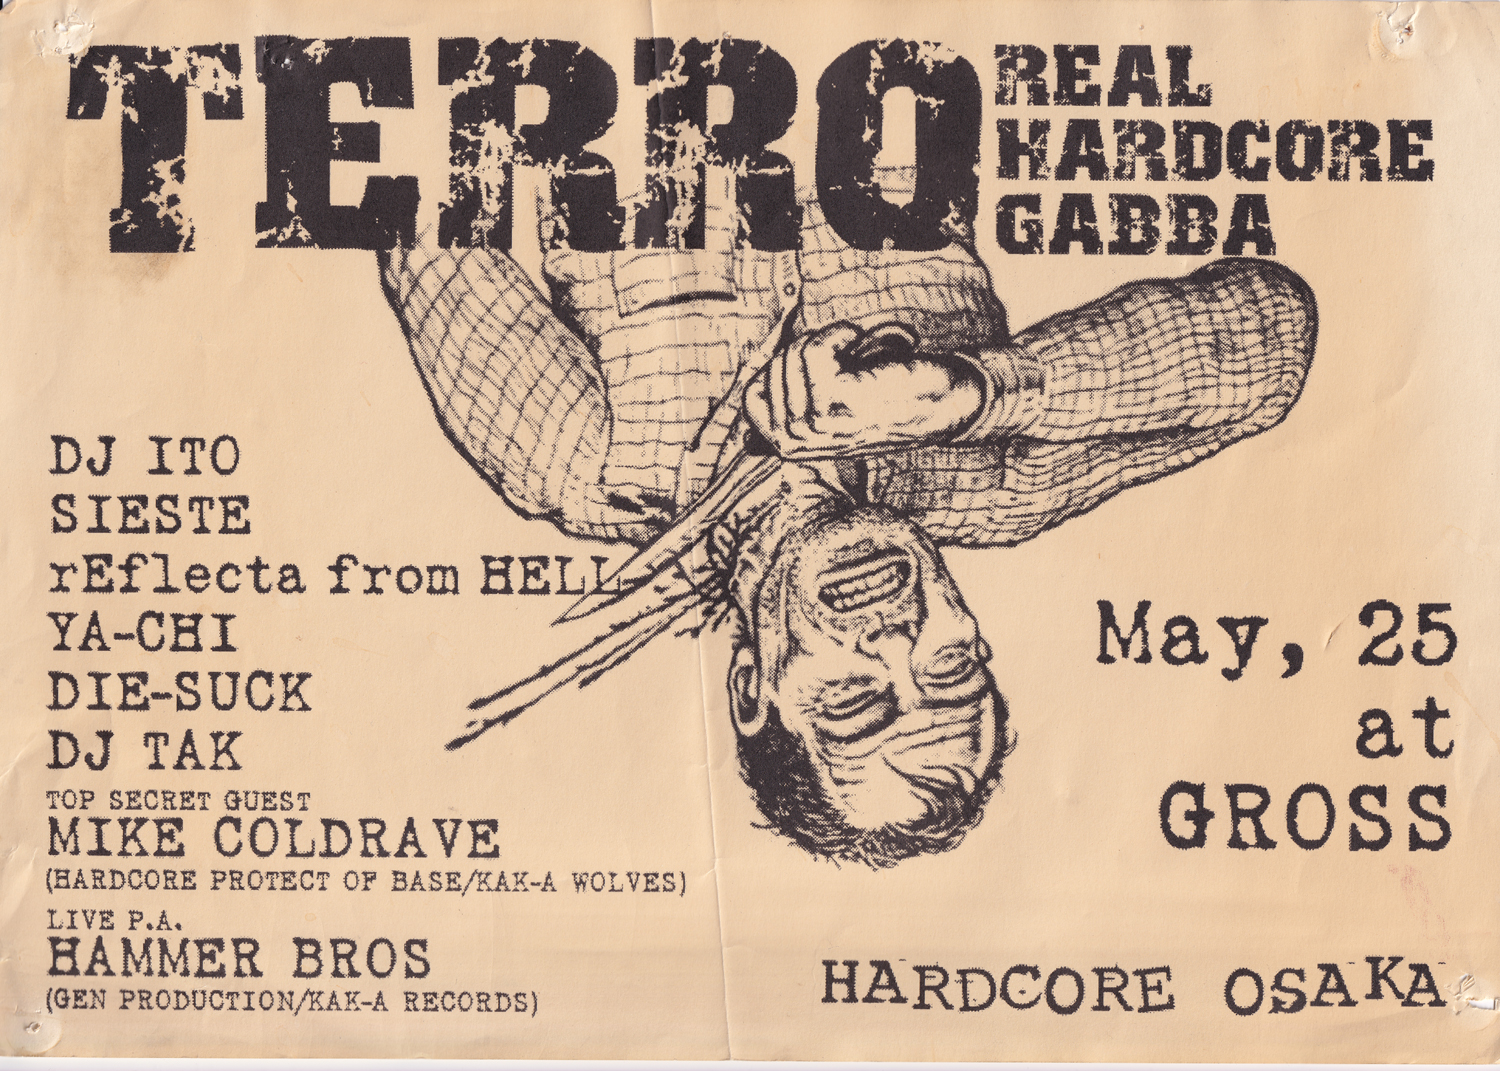 TERRO
REAL
HARDCORE
GABBA
DJ ITO
SIESTE
rEflecta from HELL
YA-CHI
DIE-SUCK
DJ TAK
TOP SECRET GUEST
MIKE COLDRAVE
(HARDCORE PROTECT OF BASE/KAK-A WOLVES)
LIVE P.A.
HAMMER BROS
(GEN PRODUCTION/KAK-A RECORDS)
May, 25
at
GROSS
HARDCORE OSAKA